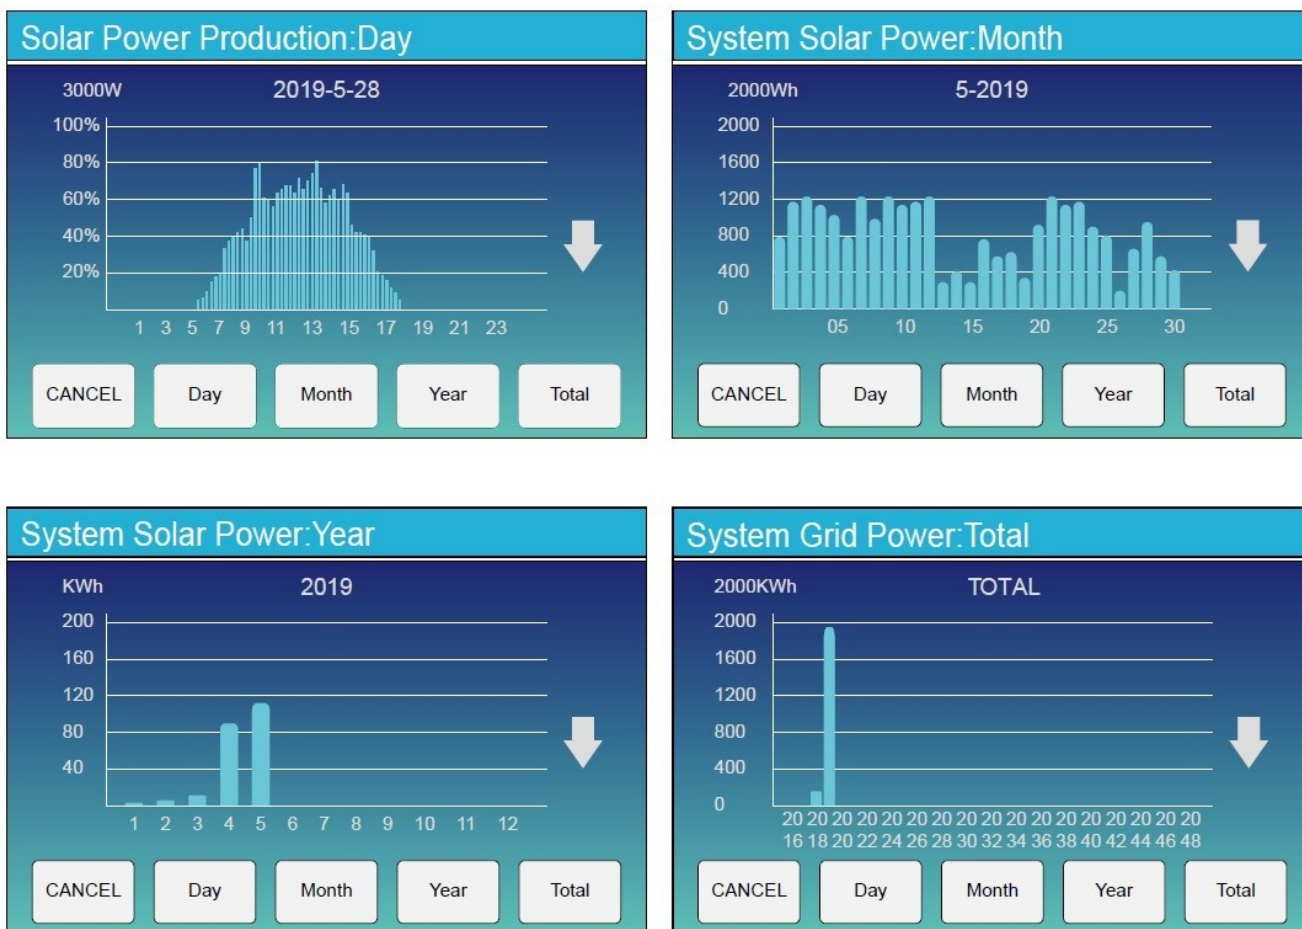 Solar Power Production:Day
3000W 2019-5-28
100%
80%
60%
40%
20%
1 3 5 7 9 11 13 15 17 19 21 23
CANCEL Day Month Year Total
System Solar Power:Month
2000Wh 5-2019
2000
1600
1200
800
400
0
05 10 15 20 25 30
CANCEL Day Month Year Total
System Solar Power:Year
KWh 2019
200
160
120
80
40
1 2 3 4 5 6 7 8 9 10 11 12
CANCEL Day Month Year Total
System Grid Power:Total
2000KWh TOTAL
2000
1600
1200
800
400
0
20 20 20 20 20 20 20 20 20 20 20 20 20 20 20 20 20
16 18 20 22 24 26 28 30 32 34 36 38 40 42 44 46 48
CANCEL Day Month Year Total